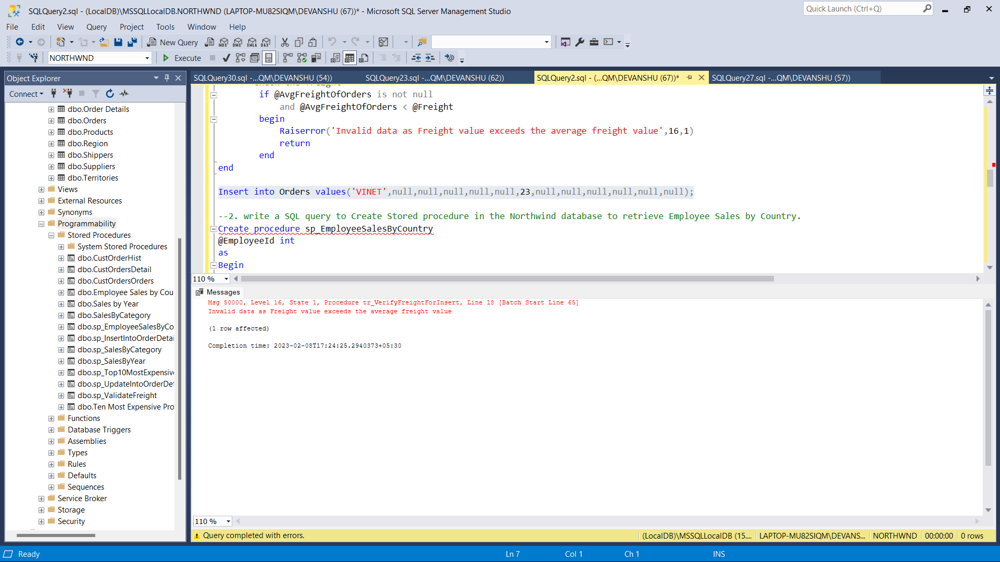 SQLQuery2.sql - (LocalDB)\MSSQLLocalDB.NORTHWND (LAPTOP-MU82SIQM\DEVANSHU (67))* - Microsoft SQL Server Management Studio
Quick Launch (Ctrl+Q)
File Edit View Query Project Tools Window Help
New Query MDX DMX XMLA DAX
NORTHWND Execute
Object Explorer
Connect
dbo.Order Details
dbo.Orders
dbo.Products
dbo.Region
dbo.Shippers
dbo.Suppliers
dbo.Territories
Views
External Resources
Synonyms
Programmability
Stored Procedures
System Stored Procedures
dbo.CustOrderHist
dbo.CustOrdersDetail
dbo.CustOrdersOrders
dbo.Employee Sales by Cou
dbo.Sales by Year
dbo.SalesByCategory
dbo.sp_EmployeeSalesByCo
dbo.sp_InsertIntoOrderDetai
dbo.sp_SalesByCategory
dbo.sp_SalesByYear
dbo.sp_Top10MostExpensive
dbo.sp_UpdateIntoOrderDet
dbo.sp_ValidateFreight
dbo.Ten Most Expensive Pro
Functions
Database Triggers
Assemblies
Types
Rules
Defaults
Sequences
Service Broker
Storage
Security
SQLQuery30.sql -...QM\DEVANSHU (54)) SQLQuery23.sql -...QM\DEVANSHU (62)) SQLQuery2.sql - (...QM\DEVANSHU (67))* SQLQuery27.sql -...QM\DEVANSHU (57))
if @AvgFreightOfOrders is not null
and @AvgFreightOfOrders < @Freight
begin
Raiserror('Invalid data as Freight value exceeds the average freight value',16,1)
return
end
end
Insert into Orders values('VINET',null,null,null,null,null,23,null,null,null,null,null,null);
--2. write a SQL query to Create Stored procedure in the Northwind database to retrieve Employee Sales by Country.
Create procedure sp_EmployeeSalesByCountry
@EmployeeId int
as
Begin
110 %
Messages
Msg 50000, Level 16, State 1, Procedure tr_VerifyFreightForInsert, Line 18 [Batch Start Line 65]
Invalid data as Freight value exceeds the average freight value
(1 row affected)
Completion time: 2023-02-08T17:24:25.2940373+05:30
110 %
Query completed with errors. (LocalDB)\MSSQLLocalDB (15.... LAPTOP-MU82SIQM\DEVANS... NORTHWND 00:00:00 0 rows
Ready Ln 7 Col 1 Ch 1 INS